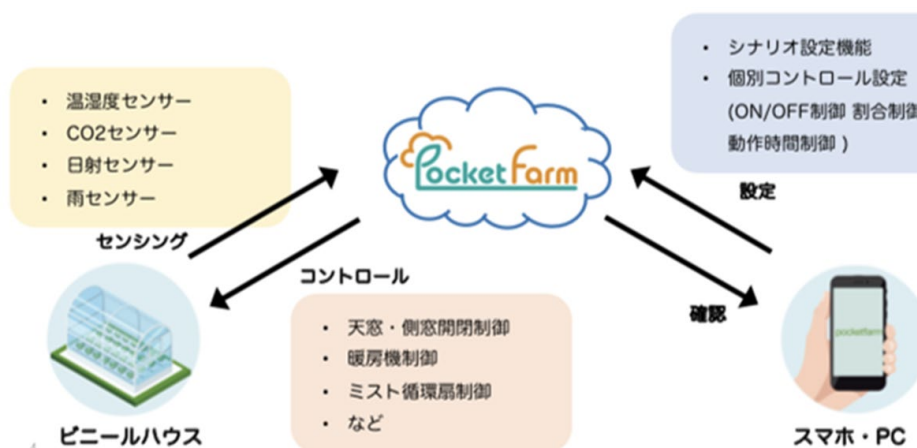 ・ 温湿度センサー
・ CO2センサー
・ 日射センサー
・ 雨センサー
センシング
ビニールハウス
PocketFarm
コントロール
・ 天窓・側窓開閉制御
・ 暖房機制御
・ ミスト循環扇制御
・ など
・ シナリオ設定機能
・ 個別コントロール設定
(ON/OFF制御 割合制御
動作時間制御 )
設定
確認
pocketfarm
スマホ・PC